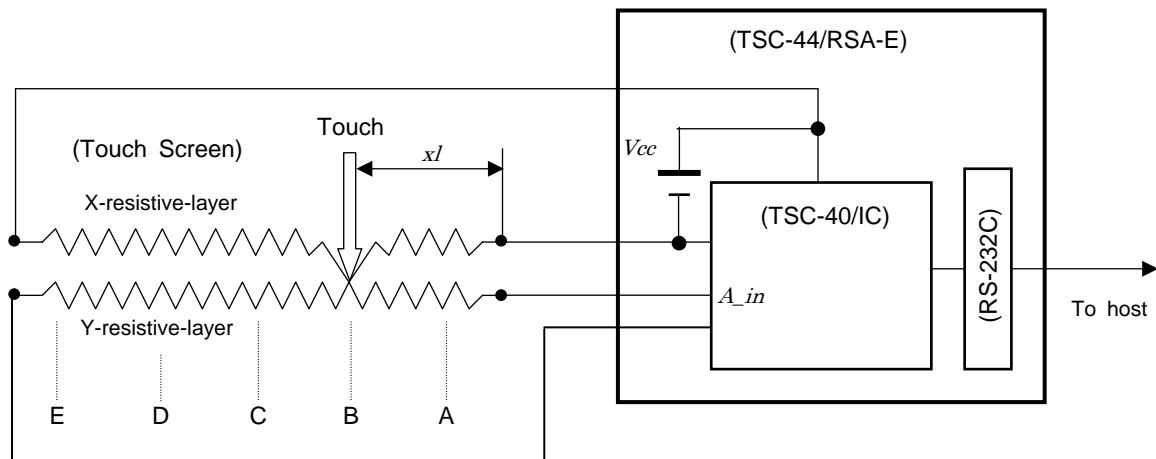 (TSC-44/RSA-E)
Touch
Vcc
(Touch Screen)
xl
X-resistive-layer
(TSC-40/IC)
(RS-232C)
A_in
To host
Y-resistive-layer
E D C B A